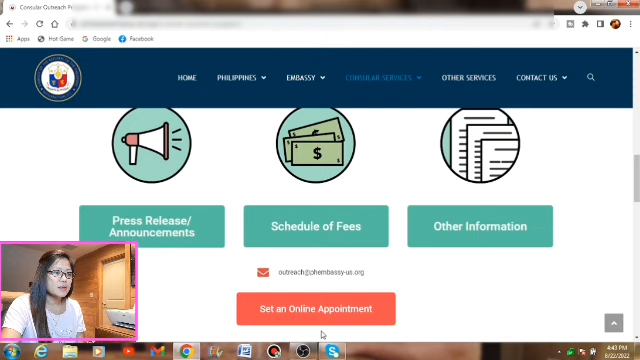 Consular Outreach P
Apps
Hot Game
Google
Facebook
HOME
PHILIPPINES
EMBASSY
CONSULAR SERVICES
OTHER SERVICES
CONTACT US
$
$
Press Release/
Announcements
Schedule of Fees
Other Information
outreach@phembassy-us.org
Set an Online Appointment
4:43 PM
8/22/2022